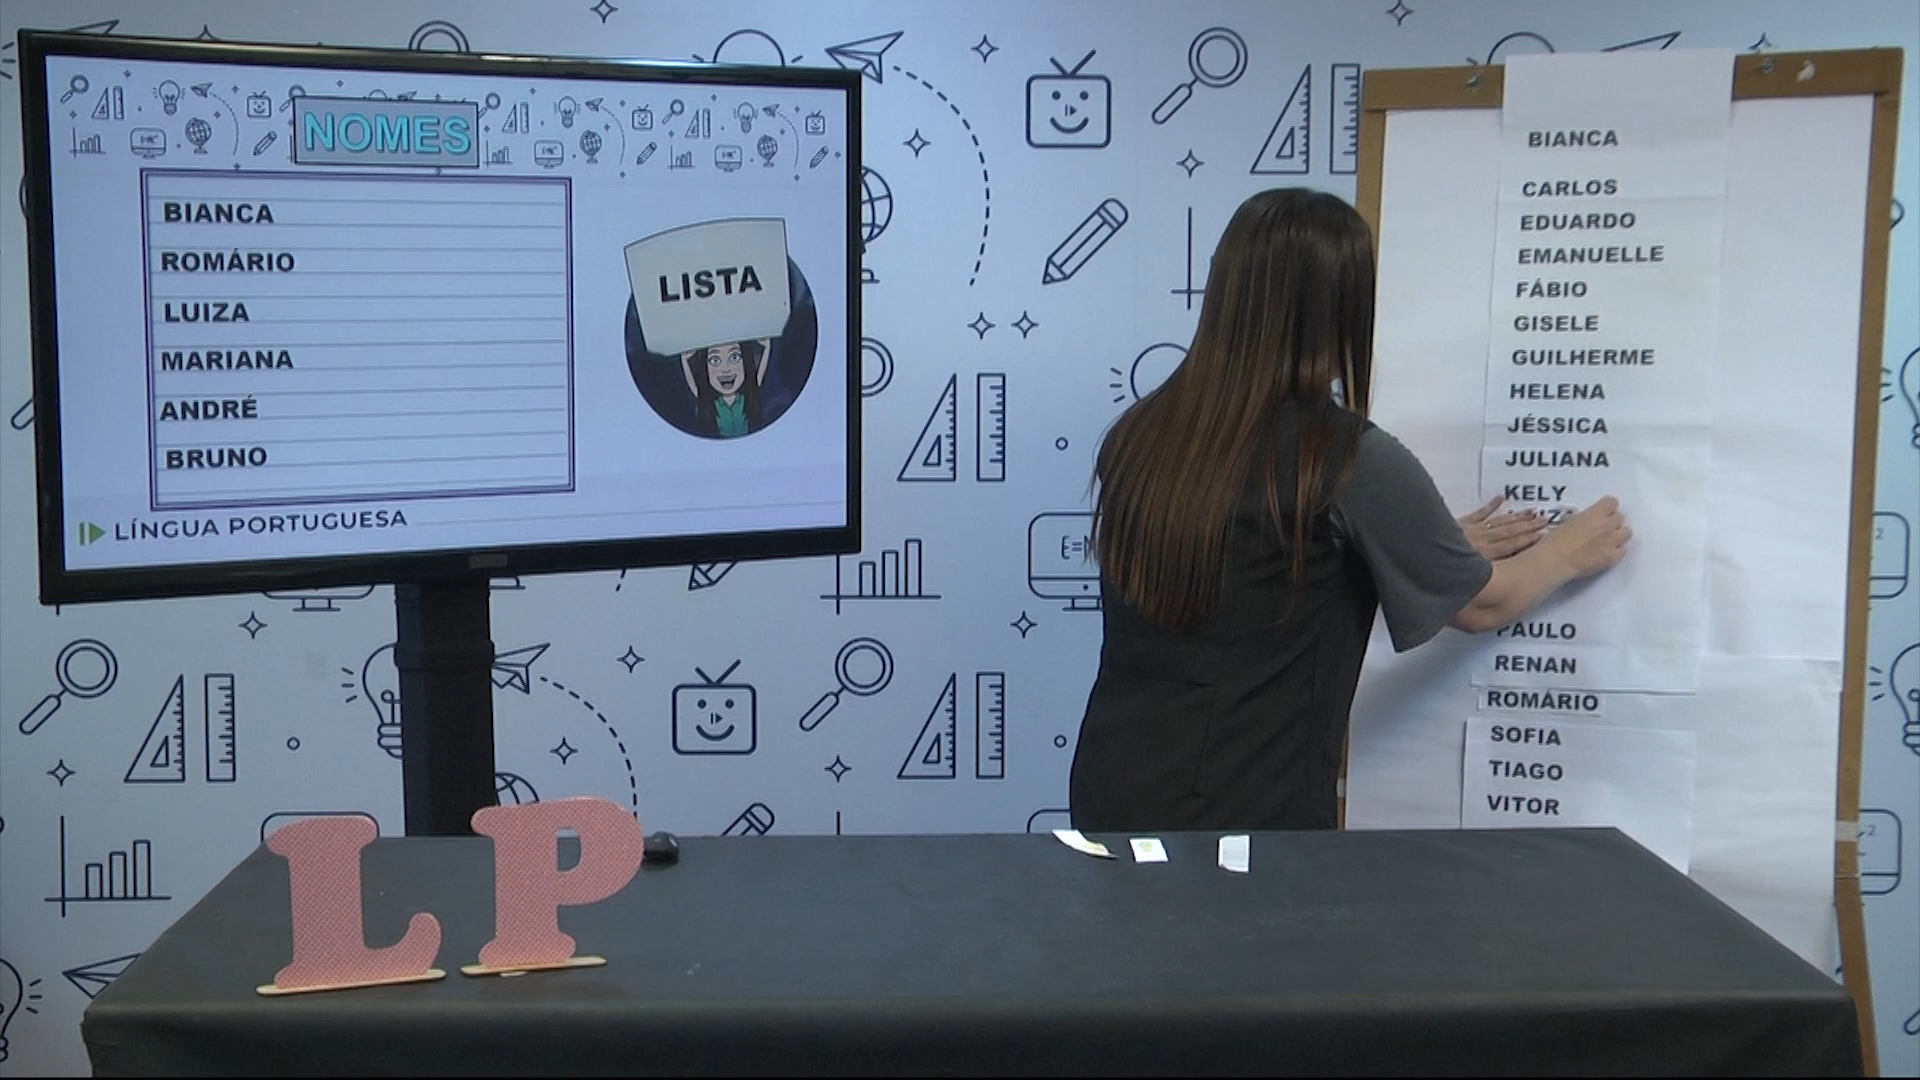 NOMES
BIANCA
ROMÁRIO
LUIZA
MARIANA
ANDRÉ
BRUNO
LISTA
LÍNGUA PORTUGUESA
BIANCA
CARLOS
EDUARDO
EMANUELLE
FÁBIO
GISELE
GUILHERME
HELENA
JÉSSICA
JULIANA
KELY
PAULO
RENAN
ROMÁRIO
SOFIA
TIAGO
VITOR
LP